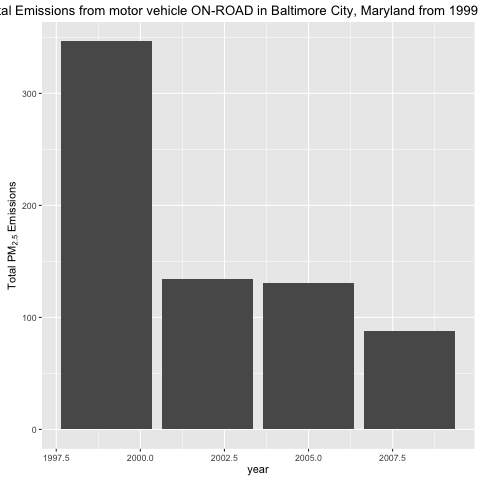 al Emissions from motor vehicle ON-ROAD in Baltimore City, Maryland from 1999
300
200
100
0
Total PM2.5 Emissions
1997.5 2000.0 2002.5 2005.0 2007.5
year